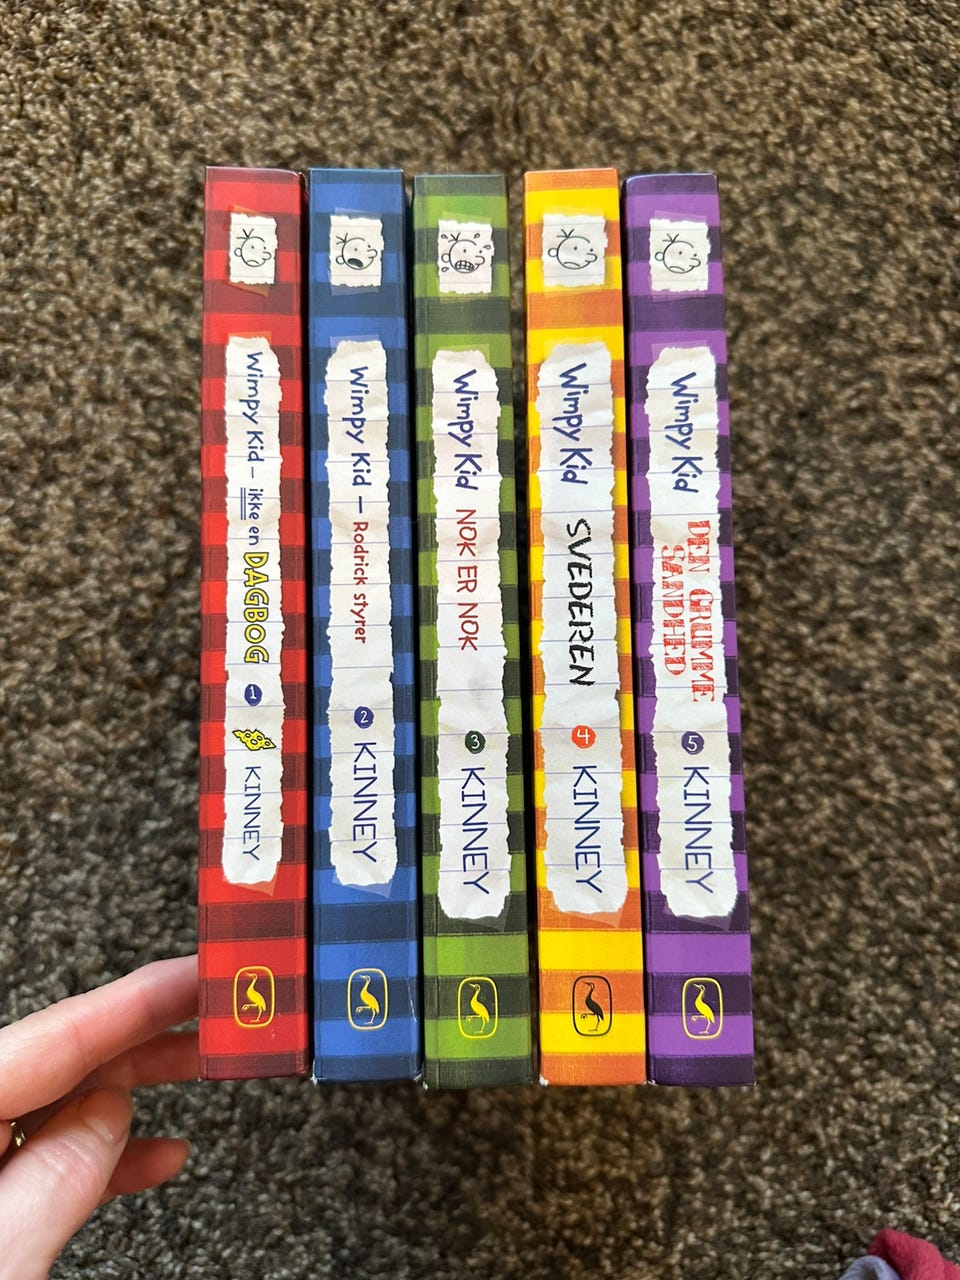 Wimpy Kid – ikke en DAGBOG 1 KINNEY
Wimpy Kid – Rodrick styrer 2 KINNEY
Wimpy Kid NOK ER NOK 3 KINNEY
Wimpy Kid SVEDEREN 4 KINNEY
Wimpy Kid DEN GRUMME
SANDHED 5 KINNEY